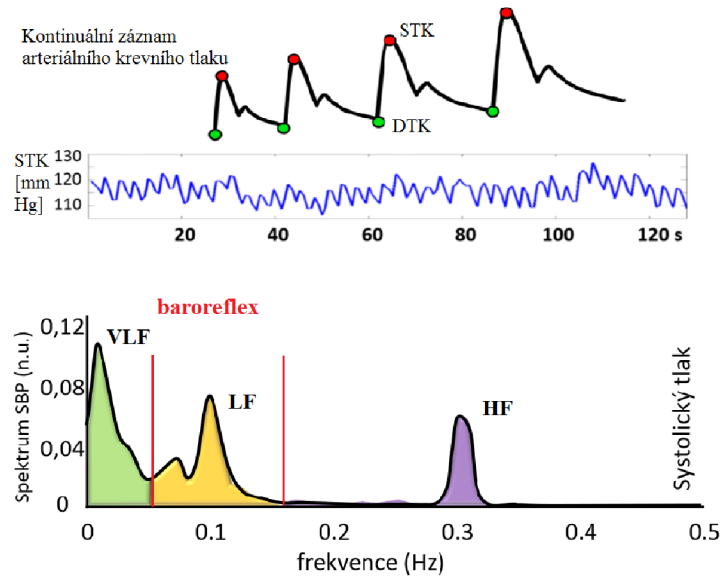 Kontinuální záznam
arteriálního krevního tlaku
STK
DTK
STK
[mm
Hg]
130
120
110
20
40
60
80
100
120 s
baroreflex
VLF
LF
HF
Spektrum SBP (n.u.)
0,12
0,08
0,04
0
Systolický tlak
0
0.1
0.2
0.3
0.4
0.5
frekvence (Hz)